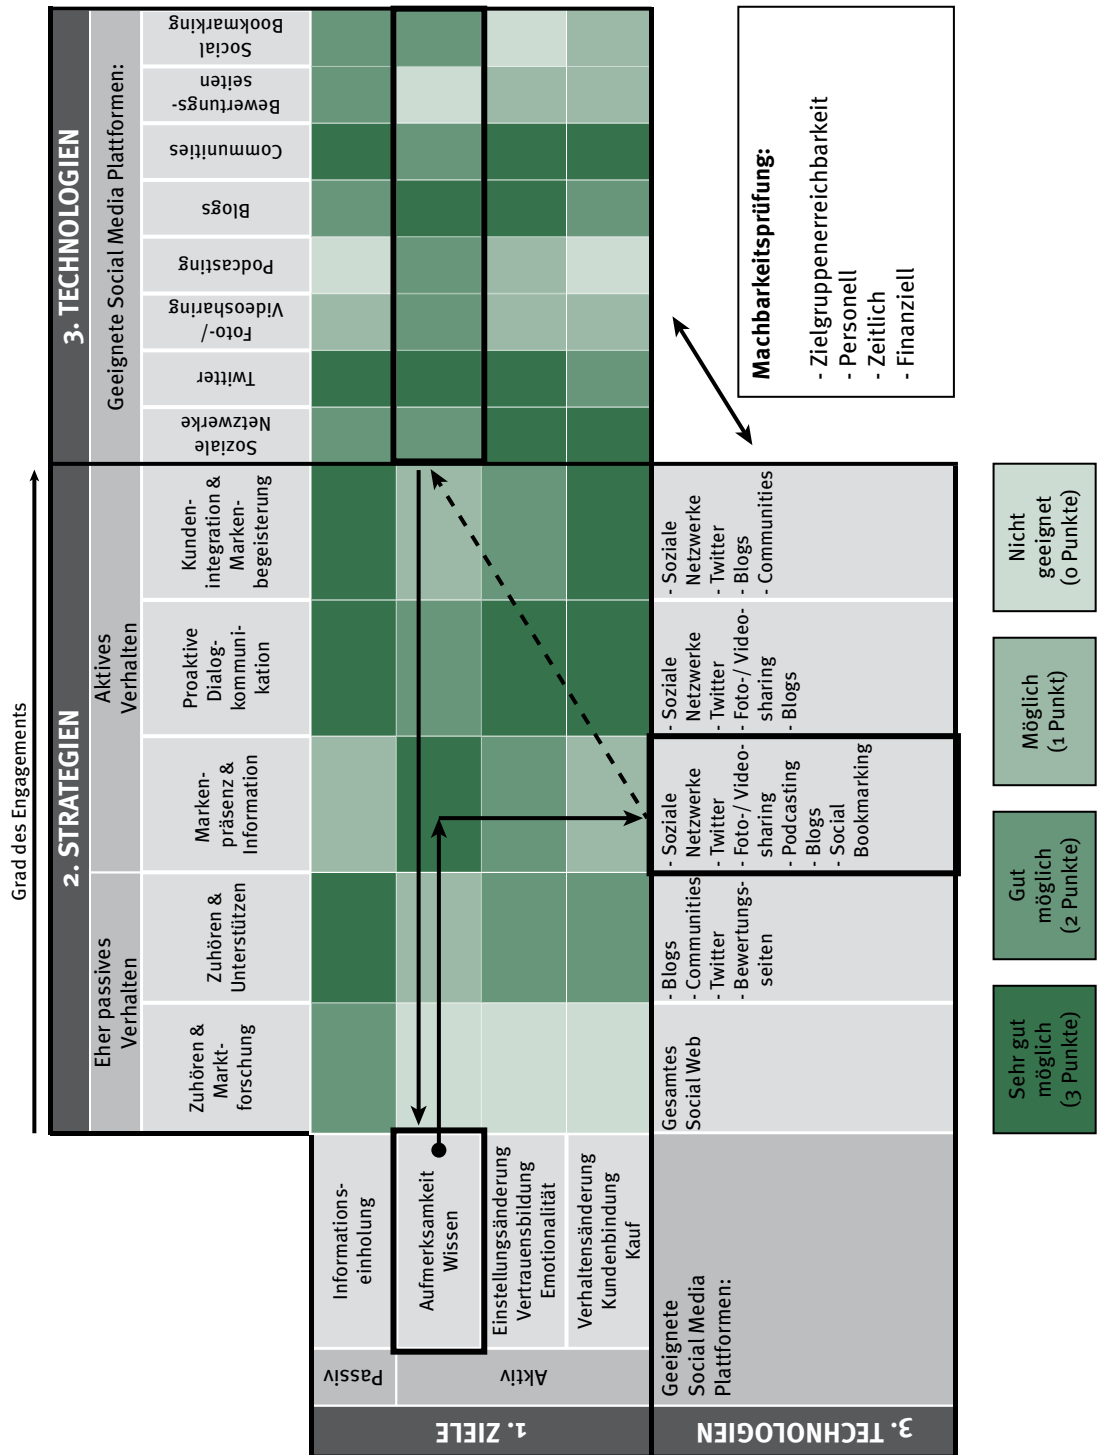 Grad des Engagements
2. STRATEGIEN
3. TECHNOLOGIEN
Eher passives
Verhalten
Aktives
Verhalten
Geeignete Social Media Plattformen:
Zuhören &
Markt-
forschung
Zuhören &
Unterstützen
Marken-
präsenz &
Information
Proaktive
Dialog-
kommuni-
kation
Kunden-
integration &
Marken-
begeisterung
Soziale
Netzwerke
Twitter
Foto-/
Videosharing
Podcasting
Blogs
Communities
Bewertungs-
seiten
Social
Bookmarking
1. ZIELE
Passiv
Informations-
einholung
Aktiv
Aufmerksamkeit
Wissen
Einstellungsänderung
Vertrauensbildung
Emotionalität
Verhaltensänderung
Kundenbindung
Kauf
3. TECHNOLOGIEN
Geeignete
Social Media
Plattformen:
Gesamtes
Social Web
- Blogs
- Communities
- Twitter
- Bewertungs-
seiten
- Soziale
Netzwerke
- Twitter
- Foto-/ Video-
sharing
- Podcasting
- Blogs
- Social
Bookmarking
- Soziale
Netzwerke
- Twitter
- Foto-/ Video-
sharing
- Blogs
- Soziale
Netzwerke
- Twitter
- Blogs
- Communities
Machbarkeitsprüfung:
- Zielgruppenerreichbarkeit
- Personell
- Zeitlich
- Finanziell
Sehr gut
möglich
(3 Punkte)
Gut
möglich
(2 Punkte)
Möglich
(1 Punkt)
Nicht
geeignet
(0 Punkte)